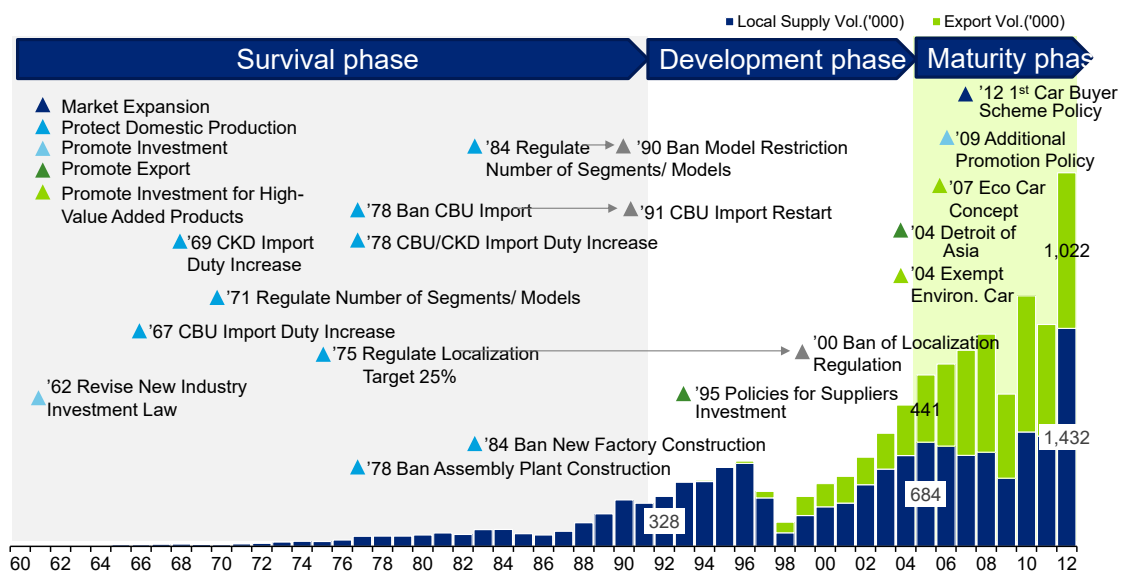 Local Supply Vol.('000) Export Vol.('000)
Survival phase
Development phase
Maturity phas
Market Expansion
Protect Domestic Production
Promote Investment
Promote Export
Promote Investment for High-
Value Added Products
'12 1st Car Buyer
Scheme Policy
'09 Additional
Promotion Policy
'07 Eco Car
Concept
'04 Detroit of
Asia
'04 Exempt
Environ. Car
'84 Regulate
Number of Segments/ Models
'90 Ban Model Restriction
'78 Ban CBU Import
'91 CBU Import Restart
'69 CKD Import
Duty Increase
'78 CBU/CKD Import Duty Increase
'71 Regulate Number of Segments/ Models
'67 CBU Import Duty Increase
'75 Regulate Localization
Target 25%
'00 Ban of Localization
Regulation
'62 Revise New Industry
Investment Law
'95 Policies for Suppliers
Investment
'84 Ban New Factory Construction
'78 Ban Assembly Plant Construction
1,022
441
1,432
684
328
60 62 64 66 68 70 72 74 76 78 80 82 84 86 88 90 92 94 96 98 00 02 04 06 08 10 12